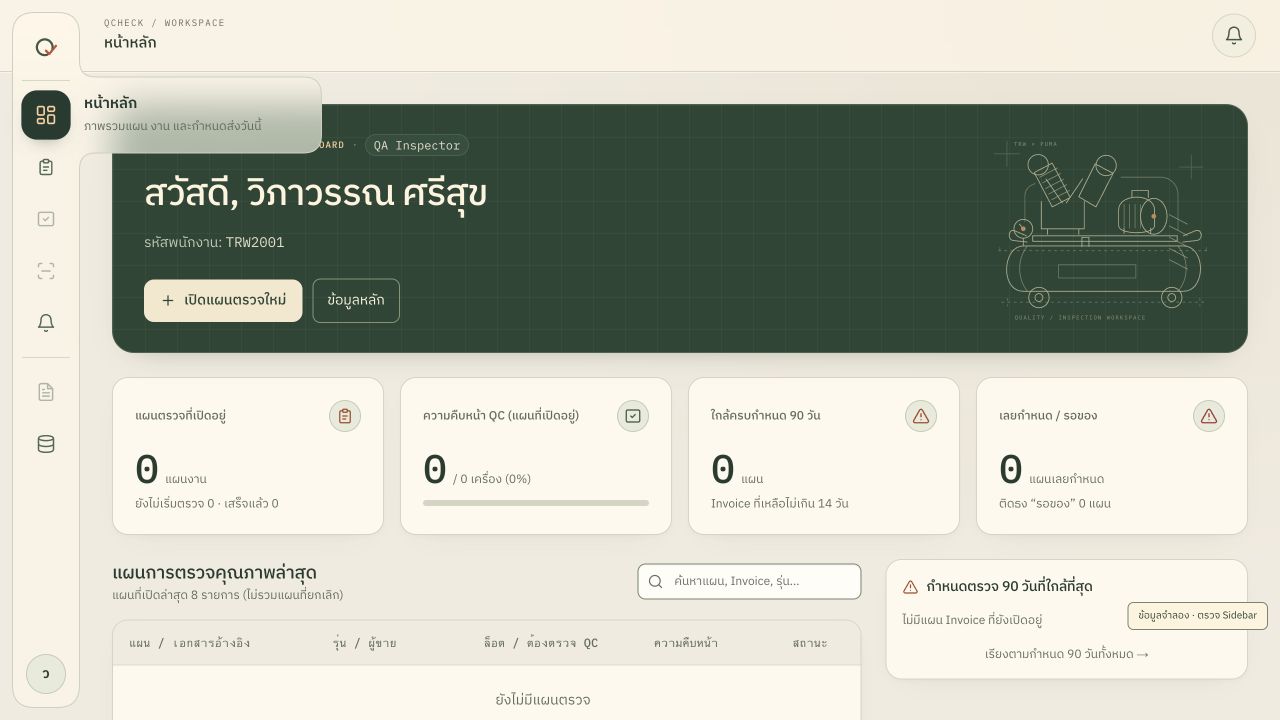 QCHECK / WORKSPACE
หน้าหลัก
หน้าหลัก
ภาพรวมแผน งาน และกำหนดส่งวันนี้
OARD · QA Inspector
สวัสดี, วิภาวรรณ ศรีสุข
รหัสพนักงาน: TRW2001
เปิดแผนตรวจใหม่
ข้อมูลหลัก
TRW × FUMA
QUALITY / INSPECTION WORKSPACE
แผนตรวจที่เปิดอยู่
0 แผนงาน
ยังไม่เริ่มตรวจ 0 · เสร็จแล้ว 0
ความคืบหน้า QC (แผนที่เปิดอยู่)
0 / 0 เครื่อง (0%)
ใกล้ครบกำหนด 90 วัน
0 แผน
Invoice ที่เหลือไม่เกิน 14 วัน
เลยกำหนด / รอของ
0 แผนเลยกำหนด
ติดธง “รอของ” 0 แผน
แผนการตรวจคุณภาพล่าสุด
แผนที่เปิดล่าสุด 8 รายการ (ไม่รวมแผนที่ยกเลิก)
ค้นหาแผน, Invoice, รุ่น...
แผน / เอกสารอ้างอิง รุ่น / ผู้ขาย ล็อต / ต้องตรวจ QC ความคืบหน้า สถานะ
ยังไม่มีแผนตรวจ
กำหนดตรวจ 90 วันที่ใกล้ที่สุด
ไม่มีแผน Invoice ที่ยังเปิดอยู่
ข้อมูลจำลอง · ตรวจ Sidebar
เรียงตามกำหนด 90 วันทั้งหมด →
ว